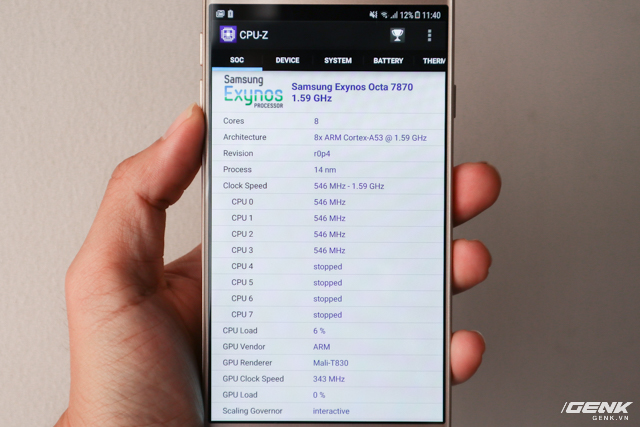 12% 11:40
CPU-Z
SOC DEVICE SYSTEM BATTERY THERM
Samsung Exynos PROCESSOR
Samsung Exynos Octa 7870
1.59 GHz
Cores 8
Architecture 8x ARM Cortex-A53 @ 1.59 GHz
Revision r0p4
Process 14 nm
Clock Speed 546 MHz - 1.59 GHz
CPU 0 546 MHz
CPU 1 546 MHz
CPU 2 546 MHz
CPU 3 546 MHz
CPU 4 stopped
CPU 5 stopped
CPU 6 stopped
CPU 7 stopped
CPU Load 6 %
GPU Vendor ARM
GPU Renderer Mali-T830
GPU Clock Speed 343 MHz
GPU Load 0 %
Scaling Governor interactive
GENK
GENK.VN